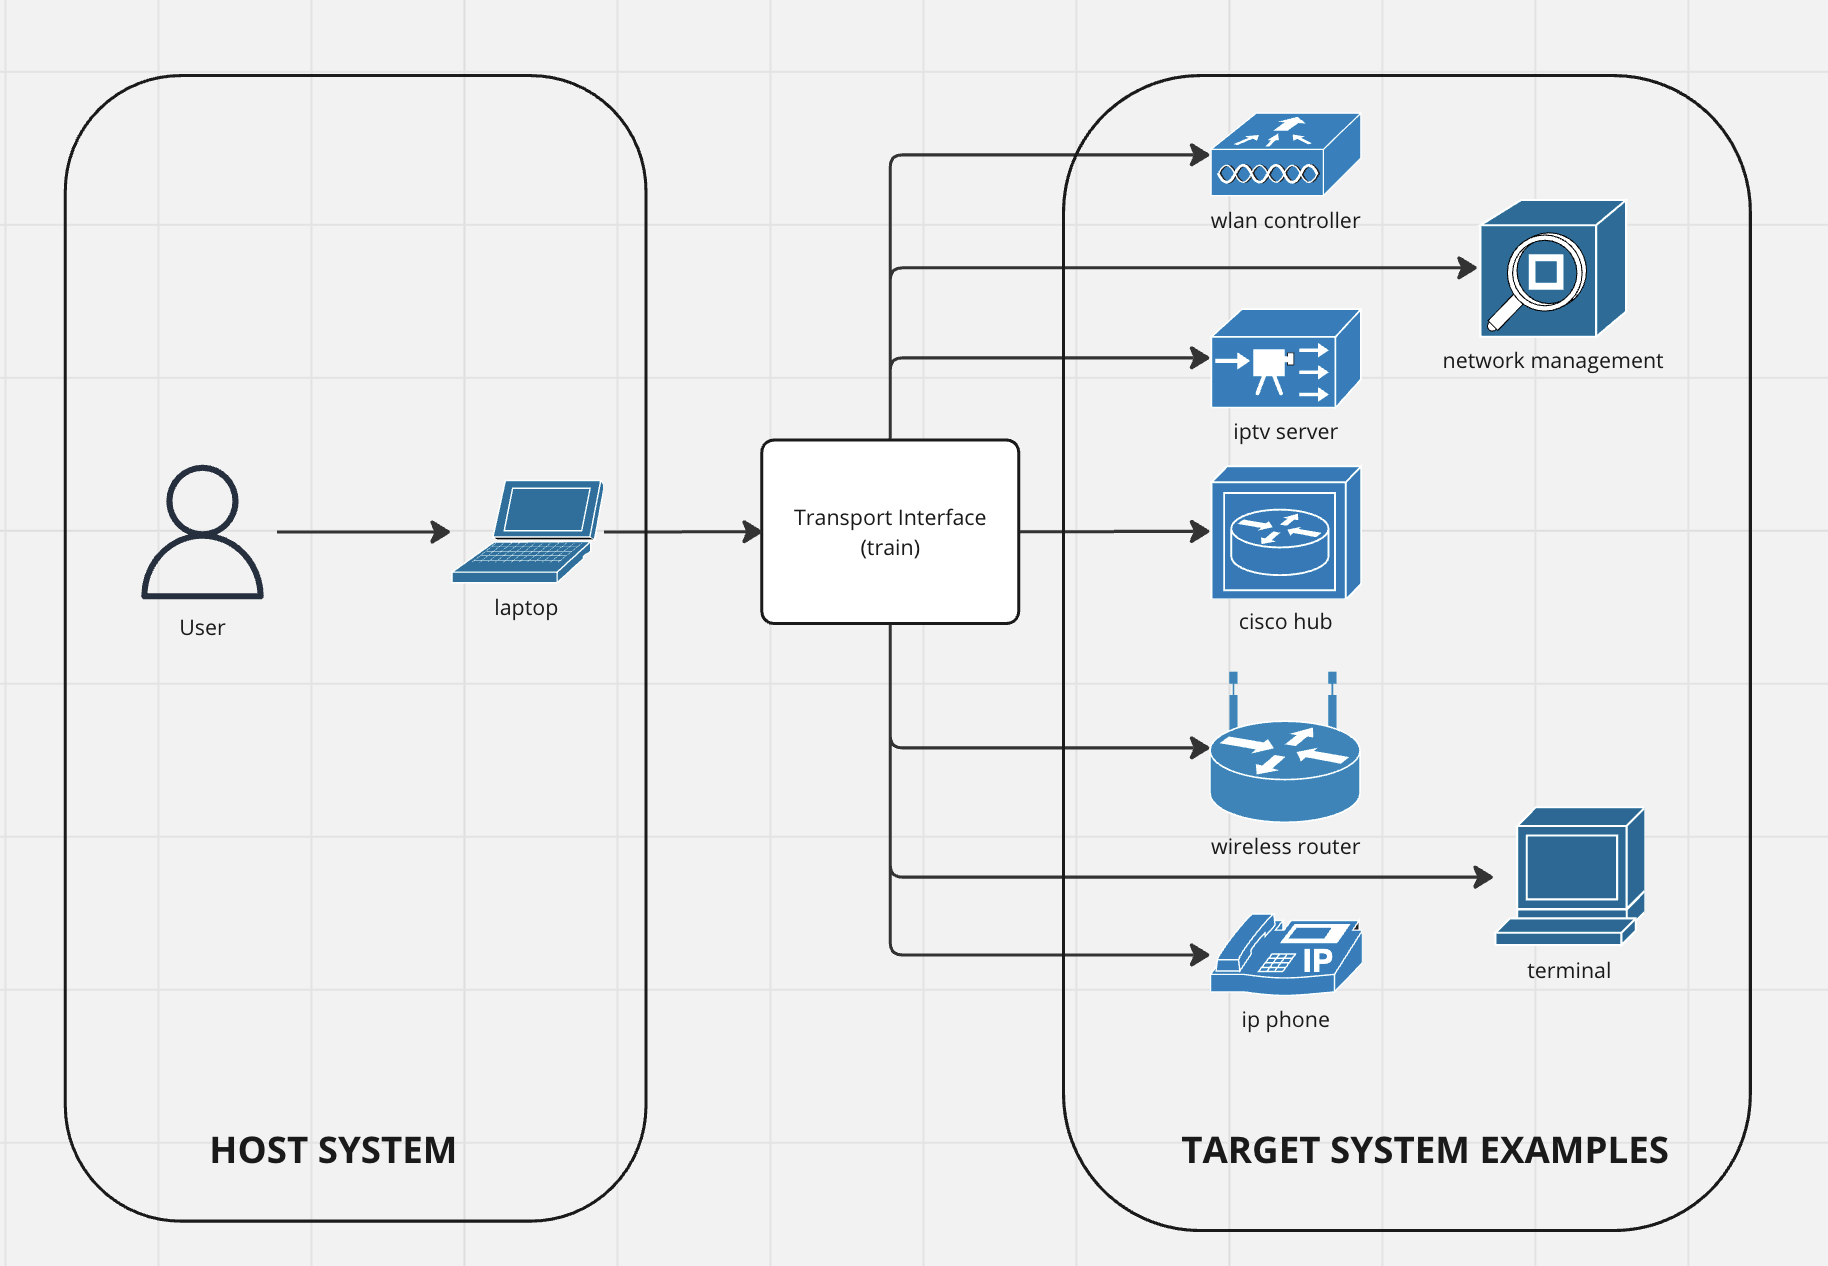 wlan controller
network management
iptv server
Transport Interface
(train)
User
laptop
cisco hub
wireless router
IP
terminal
ip phone
HOST SYSTEM
TARGET SYSTEM EXAMPLES